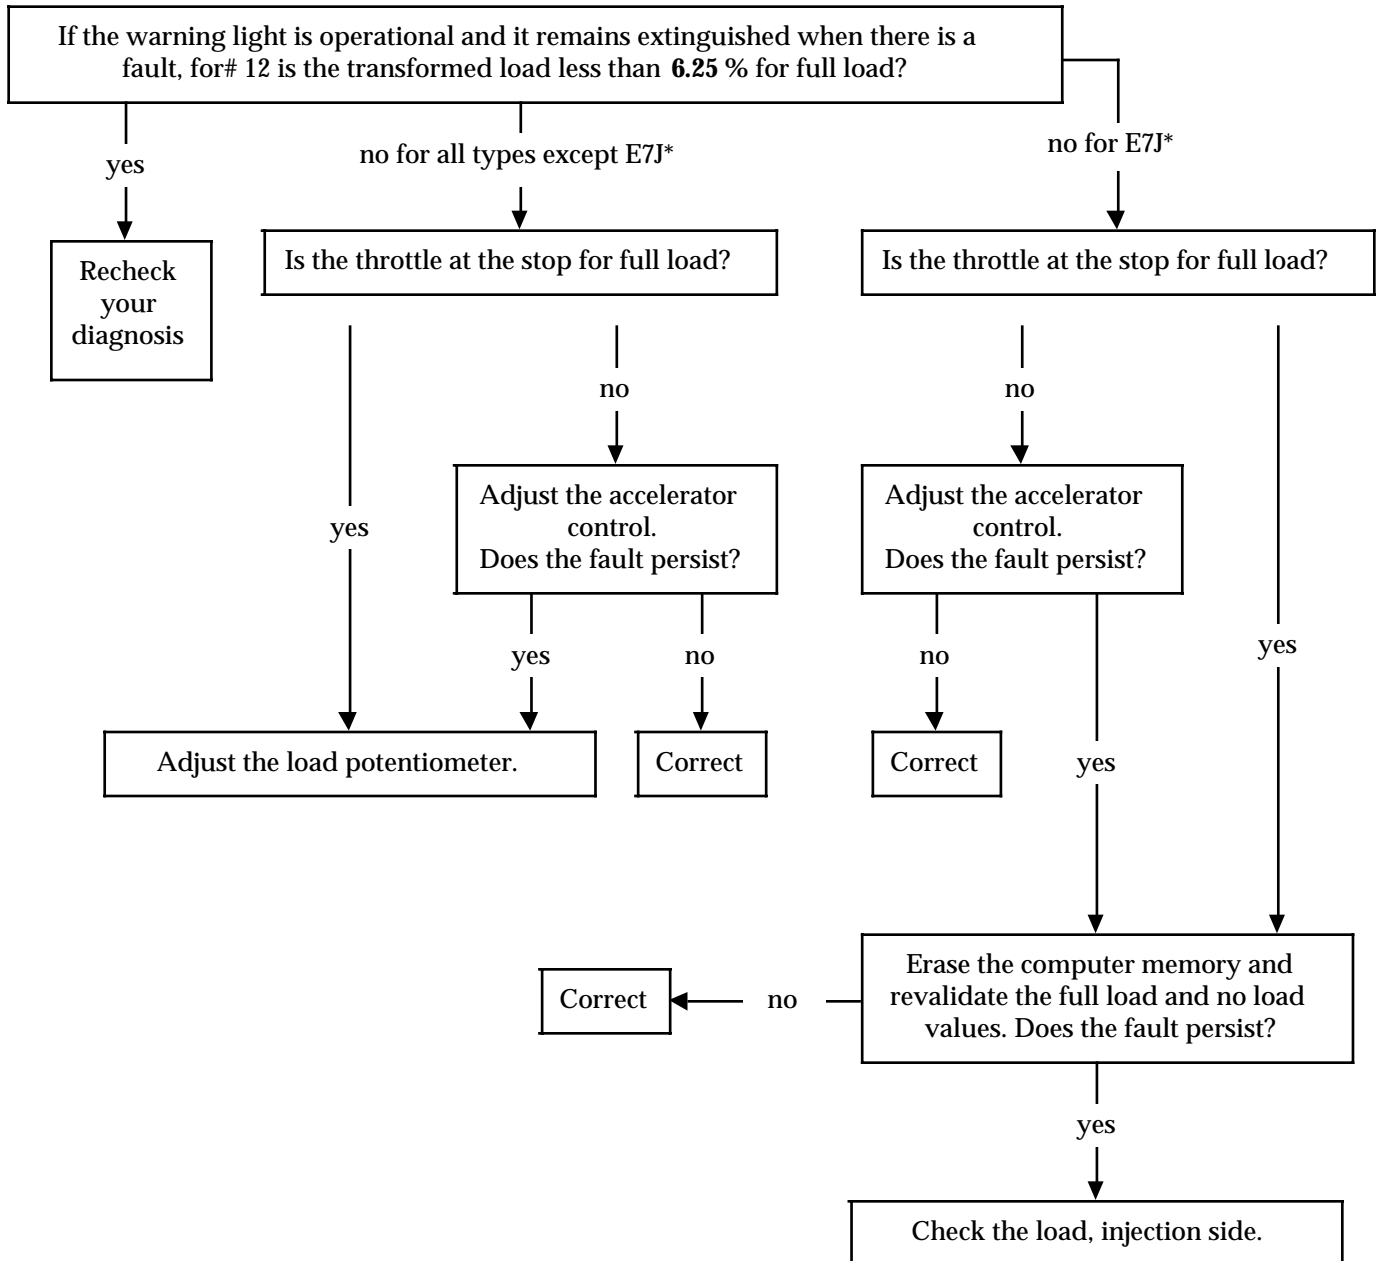 If the warning light is operational and it remains extinguished when there is a
fault, for# 12 is the transformed load less than 6.25 % for full load?
yes
no for all types except E7J*
no for E7J*
Recheck
your
diagnosis
Is the throttle at the stop for full load?
Is the throttle at the stop for full load?
no
no
yes
Adjust the accelerator
control.
Does the fault persist?
Adjust the accelerator
control.
Does the fault persist?
yes
no
no
yes
Adjust the load potentiometer.
Correct
Correct
yes
Erase the computer memory and
revalidate the full load and no load
values. Does the fault persist?
Correct
no
yes
Check the load, injection side.